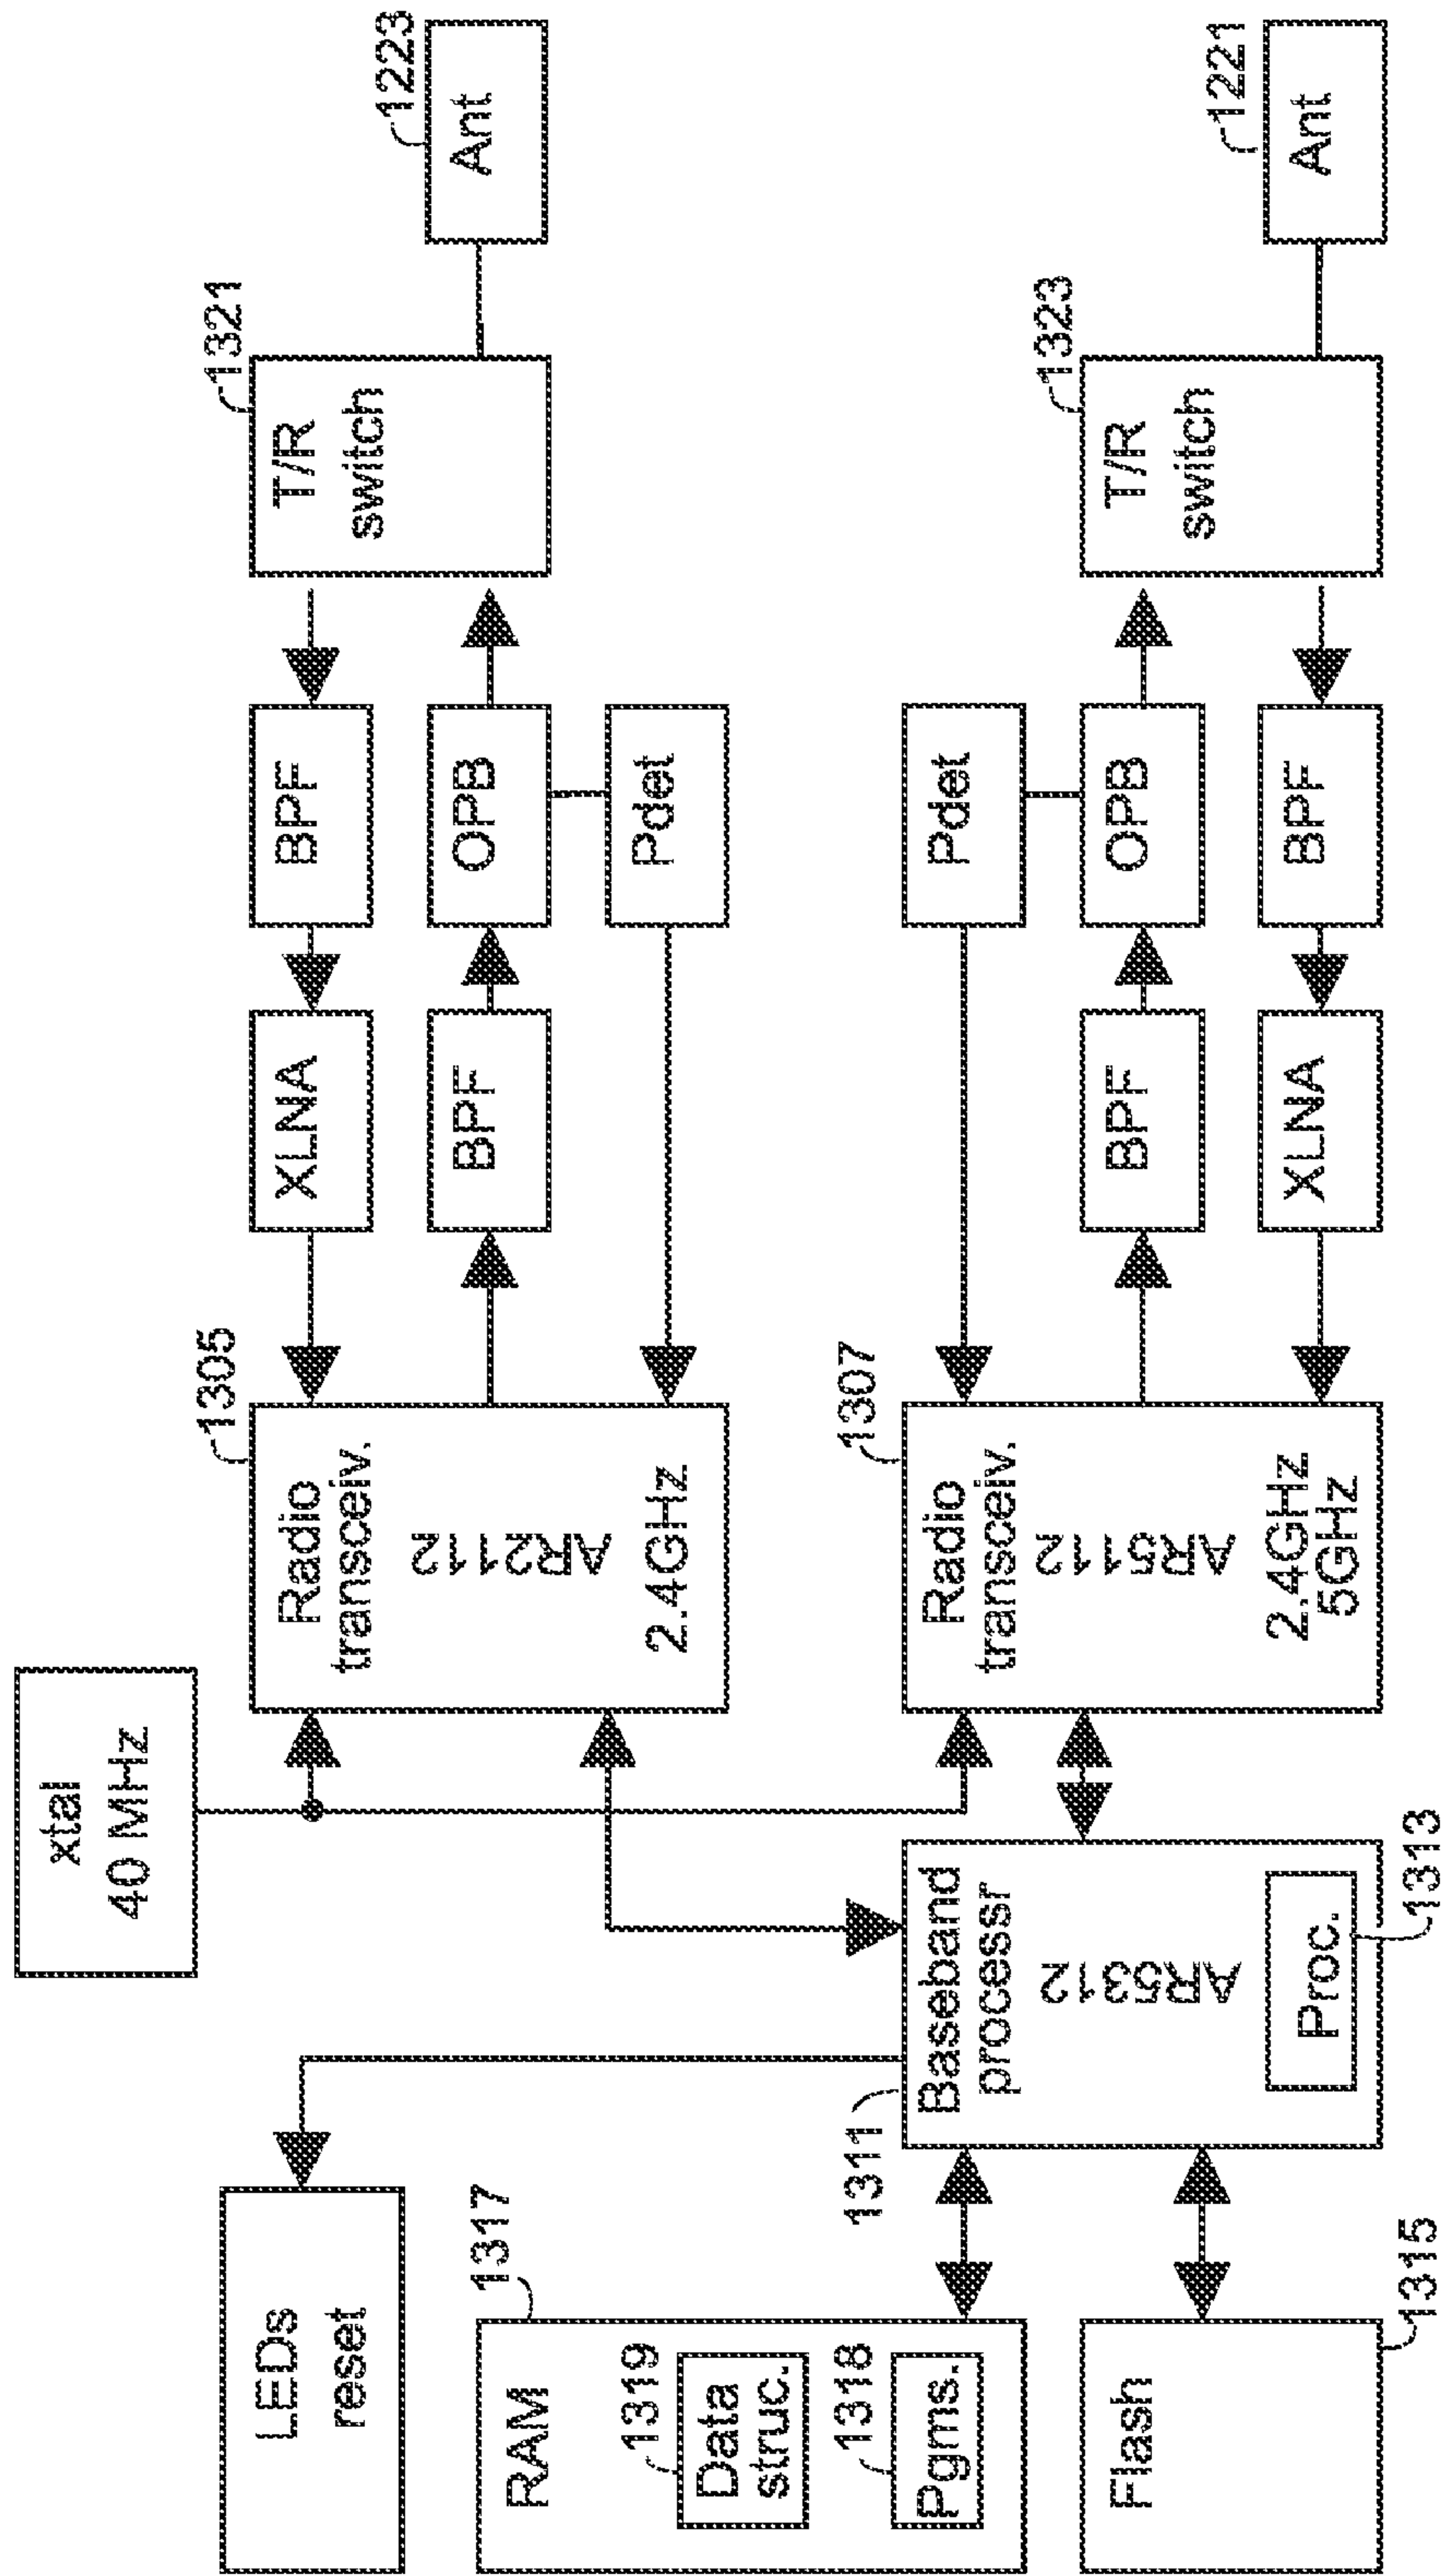 LEDs
reset
xtal
40 MHz
1317
RAM
1319
Data
struc.
1318
Pgms.
Flash
1315
1311
Baseband
processr
AR5312
Proc.
1313
1305
Radio
transceiv.
AR2112
2.4GHz
1307
Radio
transceiv.
AR5112
2.4GHz
5GHz
XLNA
BPF
BPF
OPB
Pdet
Pdet
BPF
OPB
XLNA
BPF
1321
T/R
switch
1323
T/R
switch
1223
Ant
1221
Ant